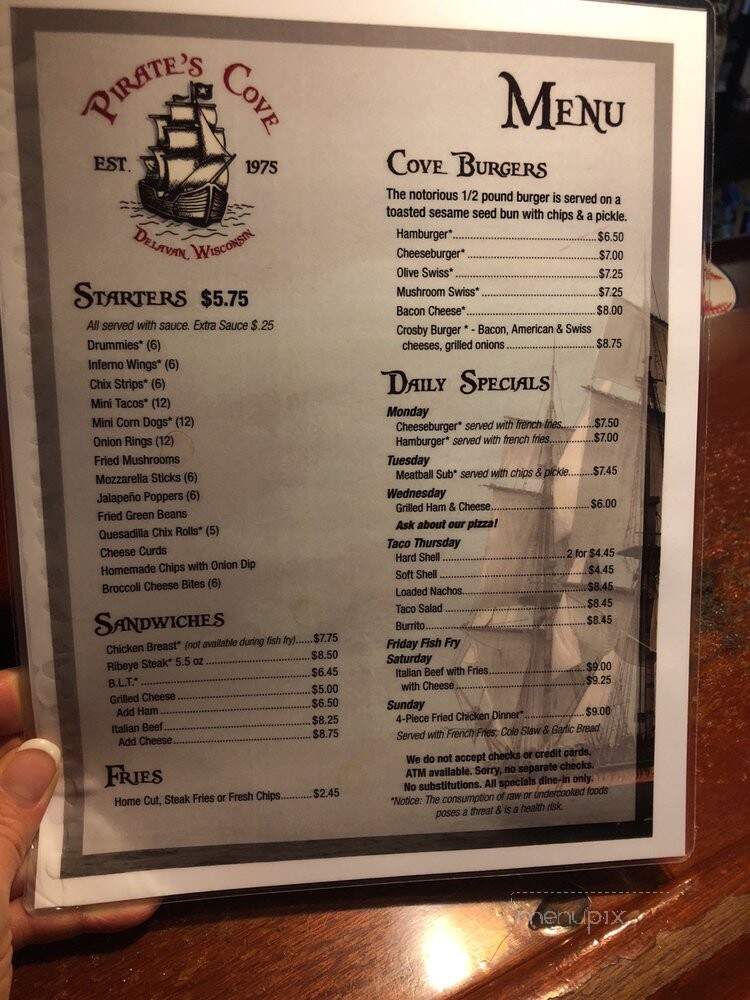 PIRATE'S COVE
EST. 1975
DELAVAN, WISCONSIN
STARTERS $5.75
All served with sauce. Extra Sauce $.25
Drummies* (6)
Inferno Wings* (6)
Chix Strips* (6)
Mini Tacos* (12)
Mini Corn Dogs* (12)
Onion Rings (12)
Fried Mushrooms
Mozzarella Sticks (6)
Jalapeño Poppers (6)
Fried Green Beans
Quesadilla Chix Rolls* (5)
Cheese Curds
Homemade Chips with Onion Dip
Broccoli Cheese Bites (6)
SANDWICHES
Chicken Breast* (not available during fish fry)......$7.75
Ribeye Steak* 5.5 oz......$8.50
B.L.T.*......$6.45
Grilled Cheese......$5.00
Add Ham......$6.50
Italian Beef......$8.25
Add Cheese......$8.75
FRIES
Home Cut, Steak Fries or Fresh Chips......$2.45
MENU
COVE BURGERS
The notorious 1/2 pound burger is served on a
toasted sesame seed bun with chips & a pickle.
Hamburger*......$6.50
Cheeseburger*......$7.00
Olive Swiss*......$7.25
Mushroom Swiss*......$7.25
Bacon Cheese*......$8.00
Crosby Burger * - Bacon, American & Swiss
cheeses, grilled onions......$8.75
DAILY SPECIALS
Monday
Cheeseburger* served with french fries......$7.50
Hamburger* served with french fries......$7.00
Tuesday
Meatball Sub* served with chips & pickle......$7.45
Wednesday
Grilled Ham & Cheese......$6.00
Ask about our pizza!
Taco Thursday
Hard Shell......2 for $4.45
Soft Shell......$4.45
Loaded Nachos......$8.45
Taco Salad......$8.45
Burrito......$8.45
Friday Fish Fry
Saturday
Italian Beef with Fries......$9.00
with Cheese......$9.25
Sunday
4-Piece Fried Chicken Dinner*......$9.00
Served with French Fries, Cole Slaw & Garlic Bread
We do not accept checks or credit cards.
ATM available. Sorry, no separate checks.
No substitutions. All specials dine-in only.
*Notice: The consumption of raw or undercooked foods
poses a threat & is a health risk.
menupix